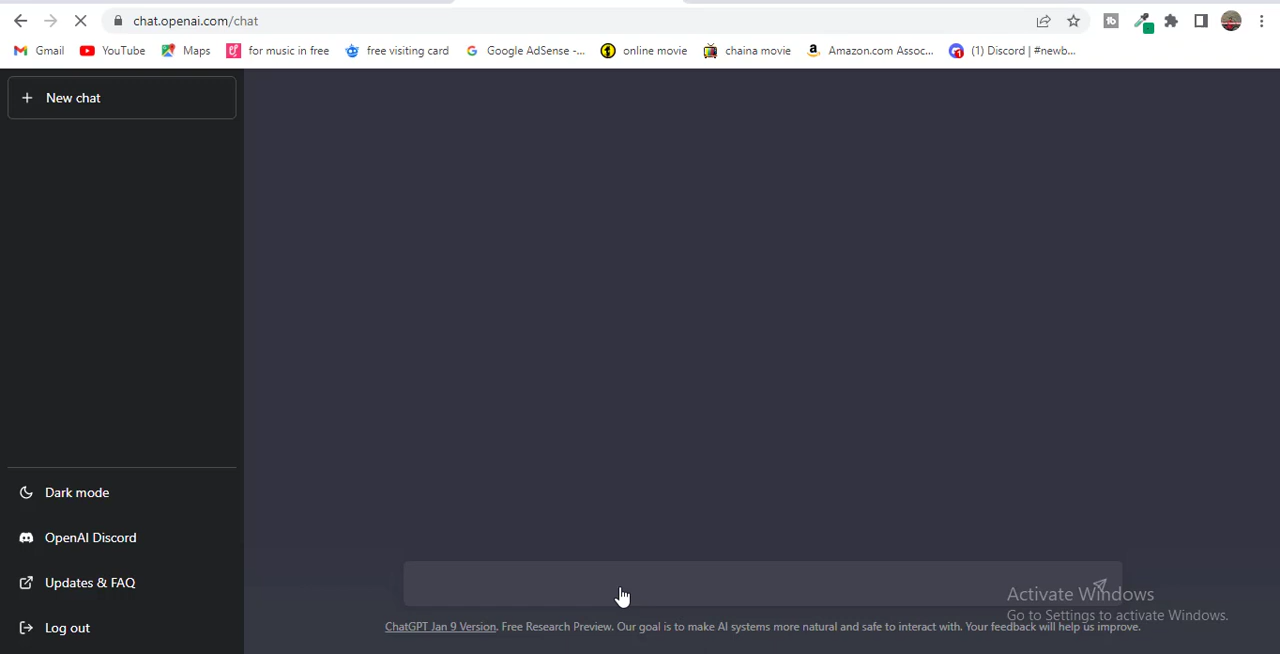 chat.openai.com/chat
Gmail
YouTube
Maps
for music in free
free visiting card
Google AdSense -...
online movie
chaina movie
Amazon.com Assoc...
(1) Discord | #newb...
New chat
Dark mode
OpenAI Discord
Updates & FAQ
Log out
Activate Windows
Go to Settings to activate Windows.
ChatGPT Jan 9 Version. Free Research Preview. Our goal is to make AI systems more natural and safe to interact with. Your feedback will help us improve.